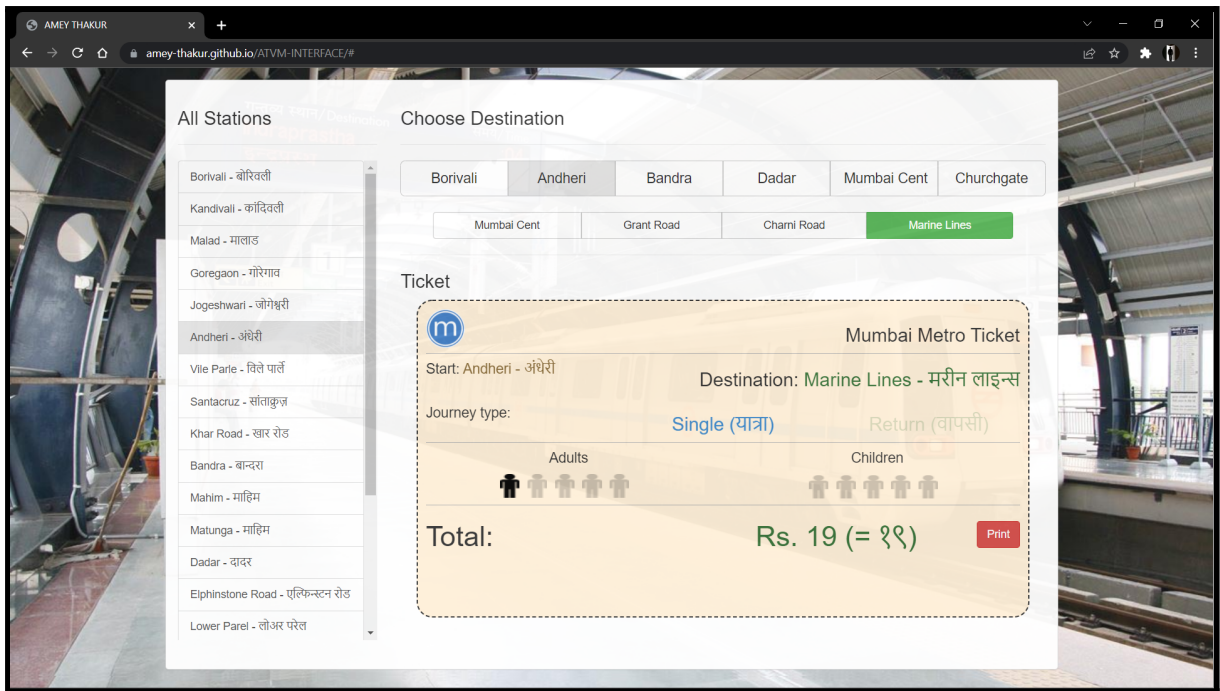 AMEY THAKUR
amey-thakur.github.io/ATVM-INTERFACE/#
All Stations
Borivali - बोरिवली
Kandivali - कांदिवली
Malad - मालाड
Goregaon - गोरेगाव
Jogeshwari - जोगेश्वरी
Andheri - अंधेरी
Vile Parle - विले पार्ले
Santacruz - सांताक्रुज़
Khar Road - खार रोड
Bandra - बान्दरा
Mahim - माहिम
Matunga - माहिम
Dadar - दादर
Elphinstone Road - एल्फिन्स्टन रोड
Lower Parel - लोअर परेल
Choose Destination
Borivali Andheri Bandra Dadar Mumbai Cent Churchgate
Mumbai Cent Grant Road Charni Road Marine Lines
Ticket
m
Mumbai Metro Ticket
Start: Andheri - अंधेरी
Destination: Marine Lines - मरीन लाइन्स
Journey type:
Single (यात्रा) Return (वापसी)
Adults Children
Total: Rs. 19 (= १९) Print